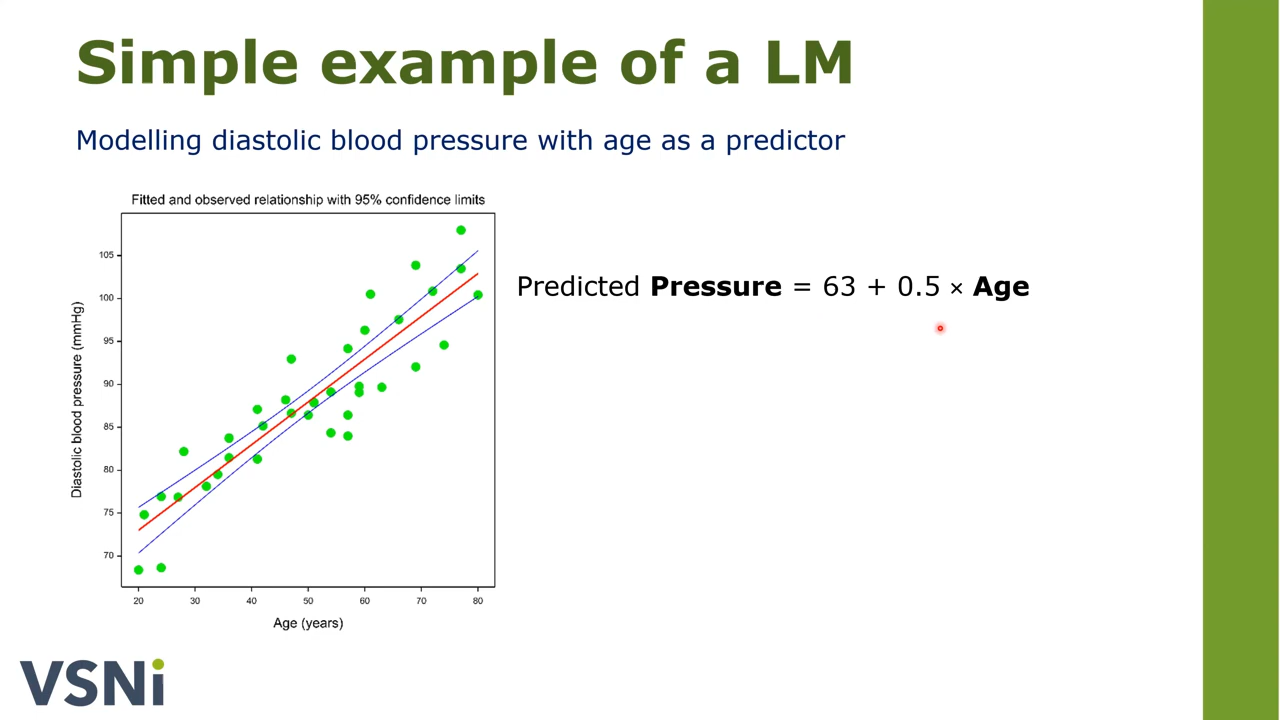 Simple example of a LM
Modelling diastolic blood pressure with age as a predictor
Fitted and observed relationship with 95% confidence limits
Predicted Pressure = 63 + 0.5 × Age
Diastolic blood pressure (mmHg)
105
100
95
90
85
80
75
70
20 30 40 50 60 70 80
Age (years)
VSNi